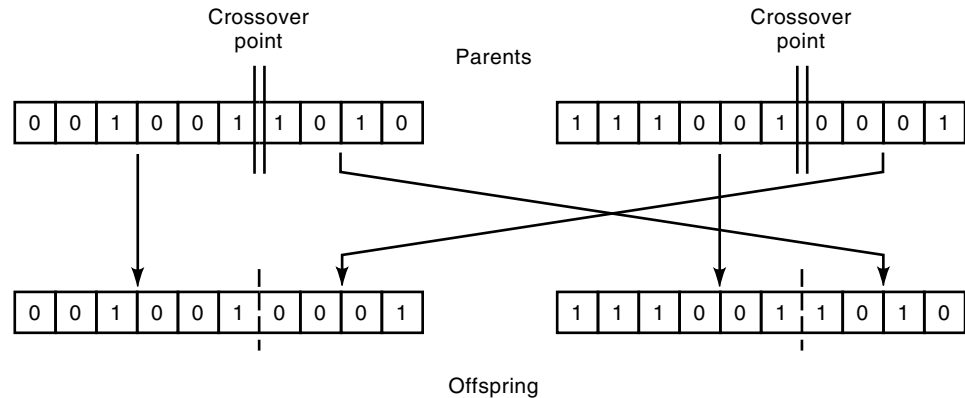 Crossover
point
Crossover
point
Parents
0 0 1 0 0 1 1 0 1 0
1 1 1 0 0 1 0 0 0 1
0 0 1 0 0 1 0 0 0 1
1 1 1 0 0 1 1 0 1 0
Offspring